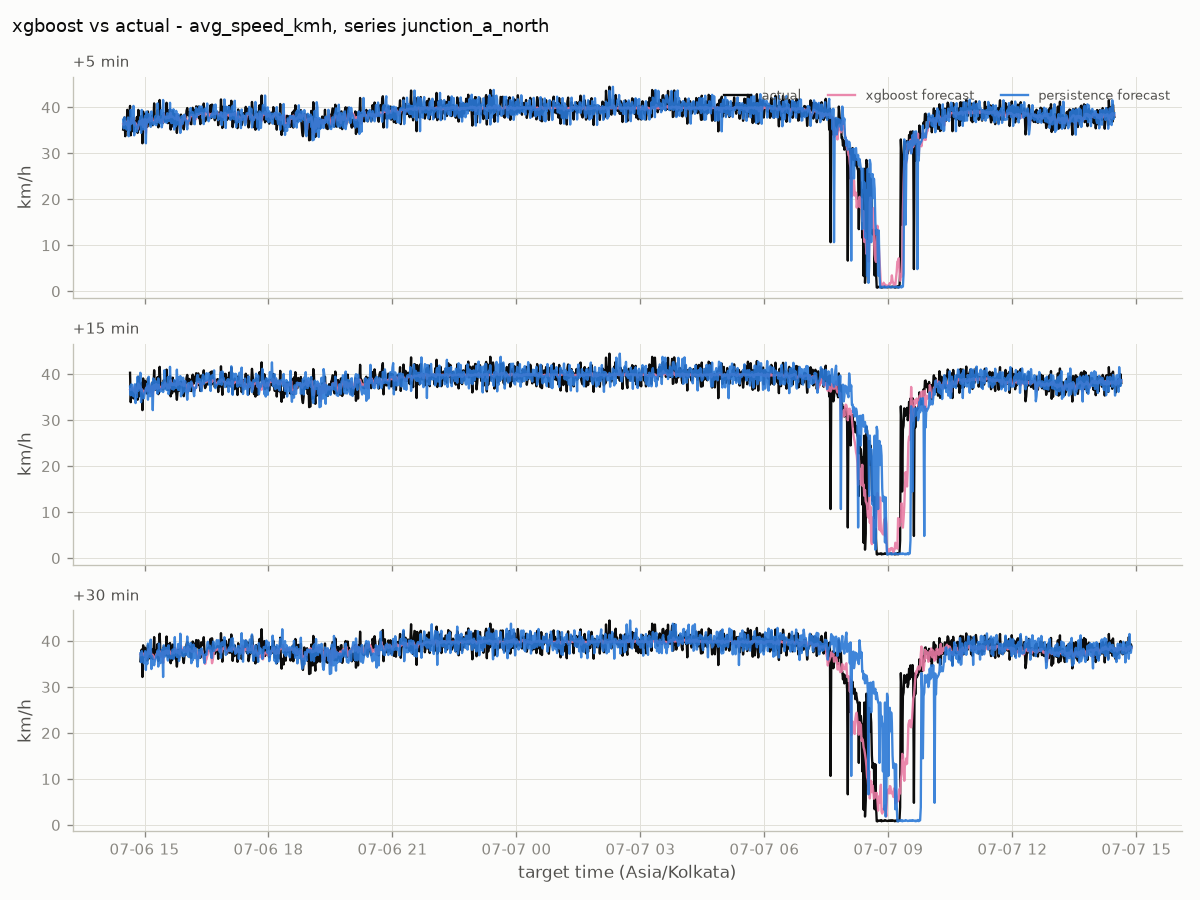 xgboost vs actual - avg_speed_kmh, series junction_a_north
+5 min
actual xgboost forecast persistence forecast
40
30
20
10
0
km/h
+15 min
40
30
20
10
0
km/h
+30 min
40
30
20
10
0
km/h
07-06 15 07-06 18 07-06 21 07-07 00 07-07 03 07-07 06 07-07 09 07-07 12 07-07 15
target time (Asia/Kolkata)